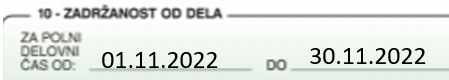 10 - ZADRŽANOST OD DELA
ZA POLNI
DELOVNI
ČAS OD: 01.11.2022 DO 30.11.2022